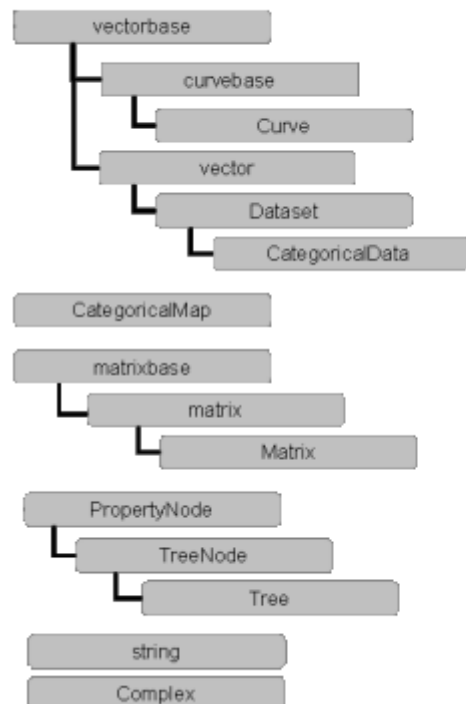 vectorbase
curvebase
Curve
vector
Dataset
CategoricalData
CategoricalMap
matrixbase
matrix
Matrix
PropertyNode
TreeNode
Tree
string
Complex